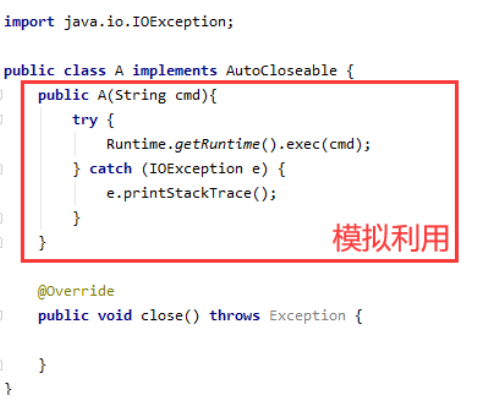 import java.io.IOException;
public class A implements AutoCloseable {
public A(String cmd){
try {
Runtime.getRuntime().exec(cmd);
} catch (IOException e) {
e.printStackTrace();
}
}
模拟利用
@Override
public void close() throws Exception {
}
}